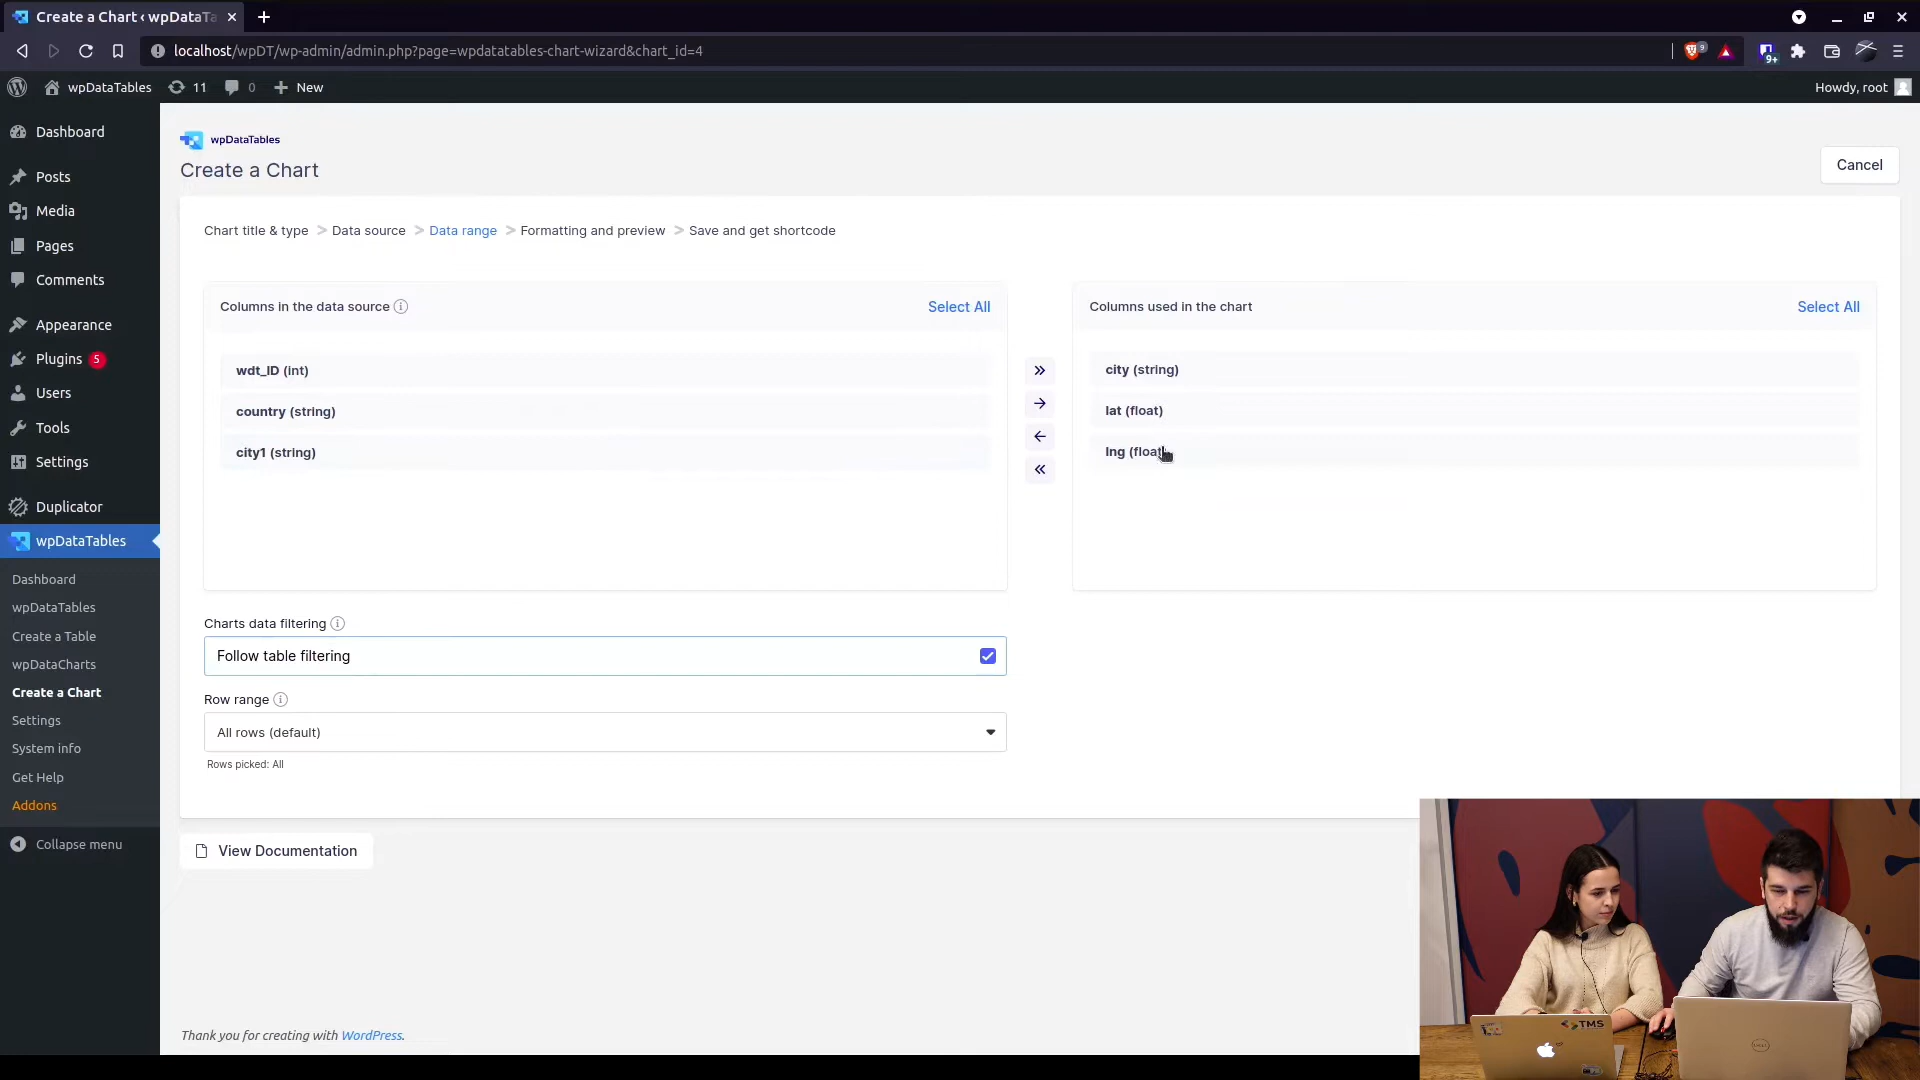 Create a Chart ‹ wpDataTa
localhost/wpDT/wp-admin/admin.php?page=wpdatatables-chart-wizard&chart_id=4
9
9+
wpDataTables
11
0
New
Howdy, root
Dashboard
Posts
Media
Pages
Comments
Appearance
Plugins 5
Users
Tools
Settings
Duplicator
wpDataTables
Dashboard
wpDataTables
Create a Table
wpDataCharts
Create a Chart
Settings
System info
Get Help
Addons
Collapse menu
wpDataTables
Create a Chart
Cancel
Chart title & type > Data source > Data range > Formatting and preview > Save and get shortcode
Columns in the data source
Select All
wdt_ID (int)
country (string)
city1 (string)
Columns used in the chart
Select All
city (string)
lat (float)
lng (float)
Charts data filtering
Follow table filtering
Row range
All rows (default)
Rows picked: All
View Documentation
Thank you for creating with WordPress.
TMS
DELL